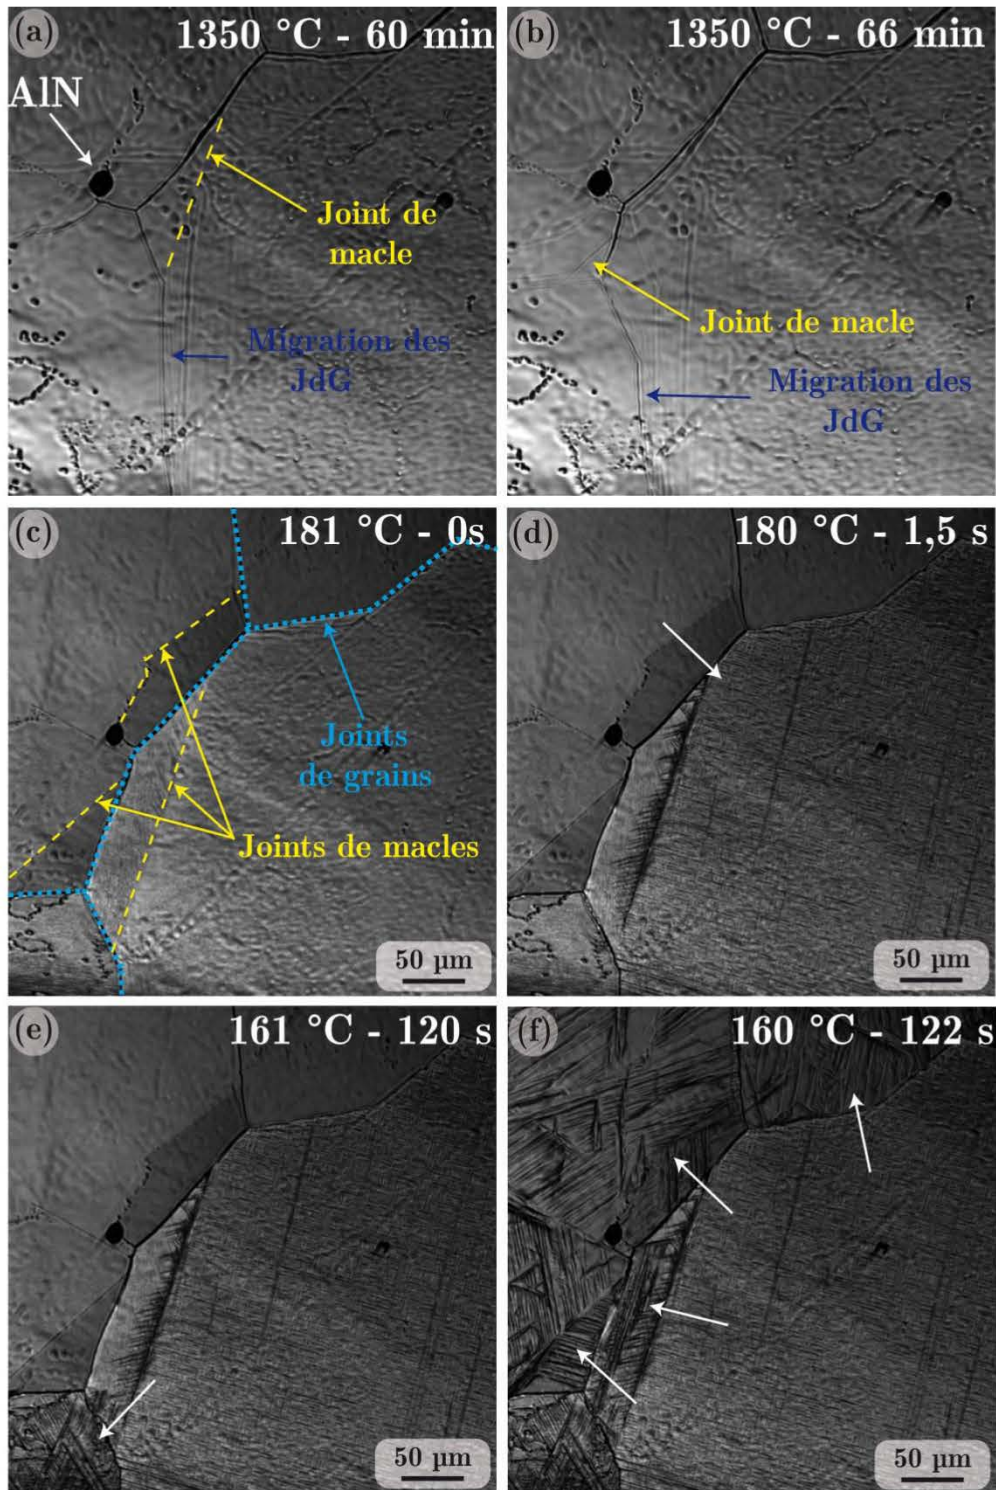 (a)
1350 °C - 60 min
AlN
Joint de
macle
Migration des
JdG
(b)
1350 °C - 66 min
Joint de macle
Migration des
JdG
(c)
181 °C - 0s
Joints
de grains
Joints de macles
50 µm
(d)
180 °C - 1,5 s
50 µm
(e)
161 °C - 120 s
50 µm
(f)
160 °C - 122 s
50 µm